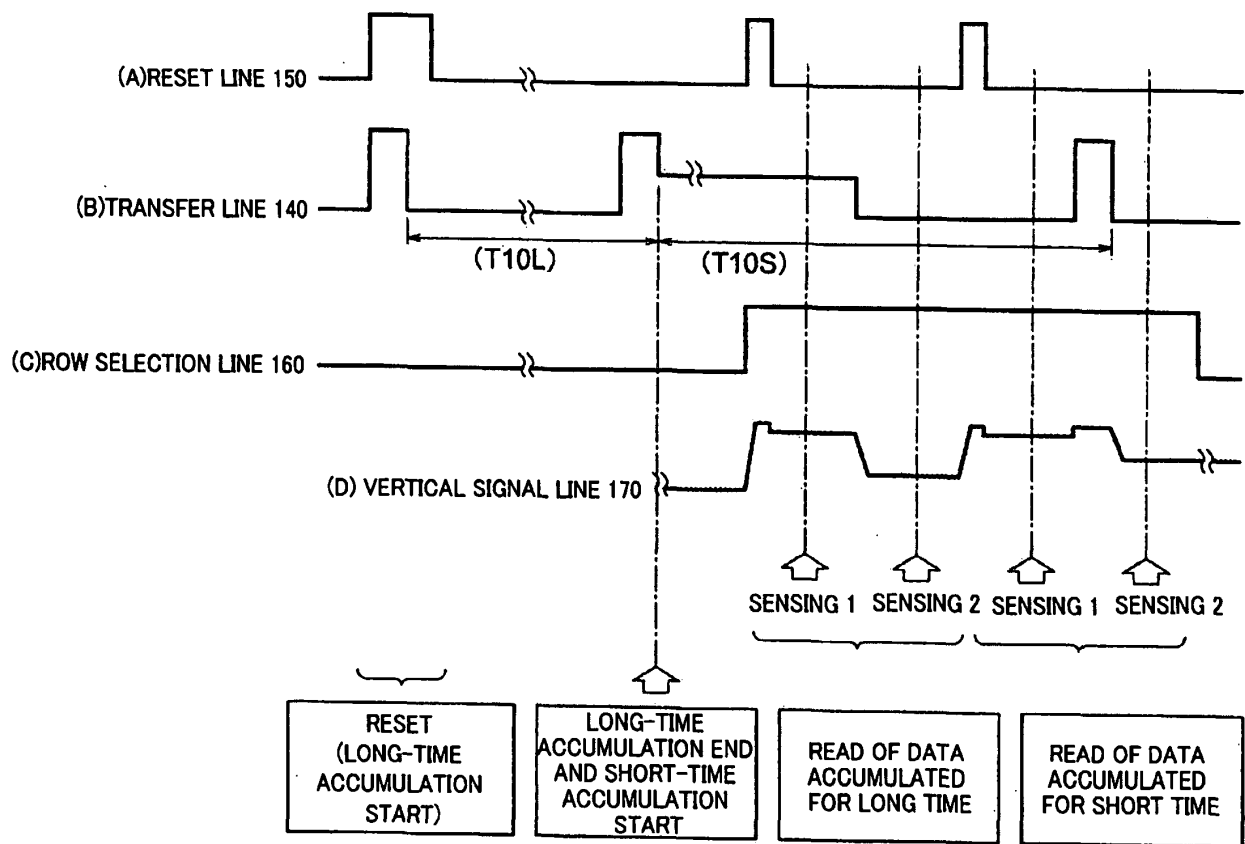 (A)RESET LINE 150
(B)TRANSFER LINE 140
(T10L)
(T10S)
(C)ROW SELECTION LINE 160
(D) VERTICAL SIGNAL LINE 170
SENSING 1 SENSING 2 SENSING 1 SENSING 2
RESET
(LONG-TIME
ACCUMULATION
START)
LONG-TIME
ACCUMULATION END
AND SHORT-TIME
ACCUMULATION
START
READ OF DATA
ACCUMULATED
FOR LONG TIME
READ OF DATA
ACCUMULATED
FOR SHORT TIME